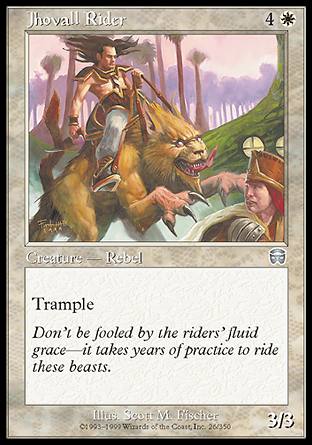 Jhovall Rider 4
Creature — Rebel
Trample
Don't be fooled by the riders' fluid
grace—it takes years of practice to ride
these beasts.
Illus. Scott M. Fischer
©1993–1999 Wizards of the Coast, Inc. 26/350
3/3